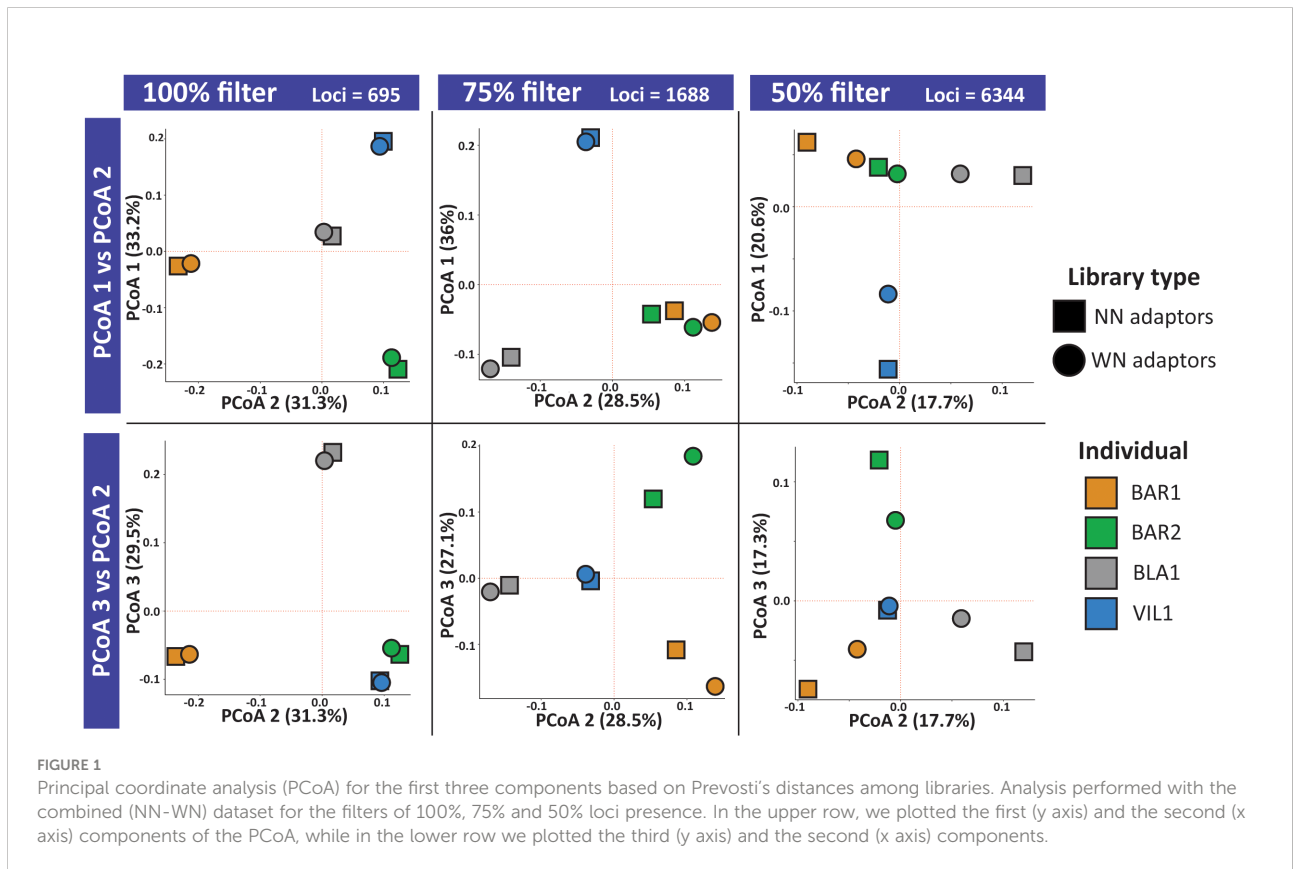 100% filter Loci = 695
75% filter Loci = 1688
50% filter Loci = 6344
PCoA 1 vs PCoA 2
PCoA 1 (33.2%)
0.2
0.1
0.0
-0.1
-0.2
-0.2 0.0 0.1
PCoA 2 (31.3%)
PCoA 1 (36%)
0.2
0.1
0.0
-0.1
-0.1 0.0 0.1
PCoA 2 (28.5%)
PCoA 1 (20.6%)
0.0
-0.1
-0.1 0.0
PCoA 2 (17.7%)
Library type
NN adaptors
WN adaptors
PCoA 3 vs PCoA 2
PCoA 3 (29.5%)
0.2
0.1
0.0
-0.1
-0.2 0.0 0.1
PCoA 2 (31.3%)
PCoA 3 (27.1%)
0.2
0.1
0.0
-0.1
-0.1 0.0 0.1
PCoA 2 (28.5%)
PCoA 3 (17.3%)
0.1
0.0
-0.1 0.0 0.1
PCoA 2 (17.7%)
Individual
BAR1
BAR2
BLA1
VIL1
FIGURE 1
Principal coordinate analysis (PCoA) for the first three components based on Prevosti's distances among libraries. Analysis performed with the
combined (NN-WN) dataset for the filters of 100%, 75% and 50% loci presence. In the upper row, we plotted the first (y axis) and the second (x
axis) components of the PCoA, while in the lower row we plotted the third (y axis) and the second (x axis) components.